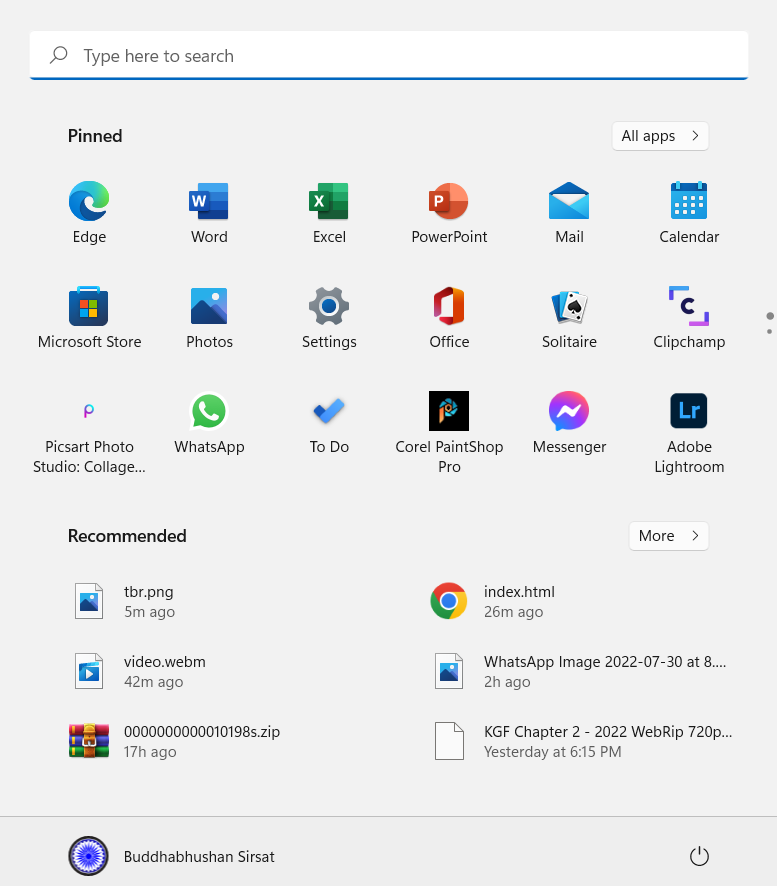 Type here to search
Pinned
All apps
Edge
Word
Excel
PowerPoint
Mail
Calendar
Microsoft Store
Photos
Settings
Office
Solitaire
Clipchamp
Picsart Photo
Studio: Collage...
WhatsApp
To Do
Corel PaintShop
Pro
Messenger
Lr
Adobe
Lightroom
Recommended
More
tbr.png
5m ago
index.html
26m ago
video.webm
42m ago
WhatsApp Image 2022-07-30 at 8....
2h ago
0000000000010198s.zip
17h ago
KGF Chapter 2 - 2022 WebRip 720p...
Yesterday at 6:15 PM
Buddhabhushan Sirsat